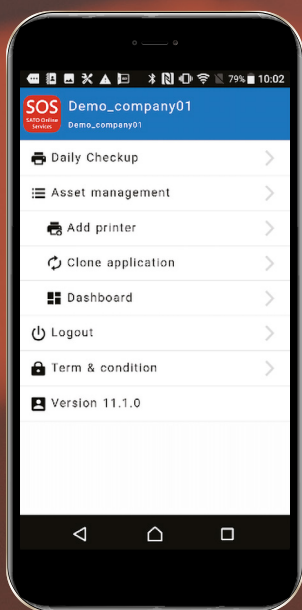 79% 10:02
SOS
SATO Online
Services
Demo_company01
Demo_company01
Daily Checkup
Asset management
Add printer
Clone application
Dashboard
Logout
Term & condition
Version 11.1.0